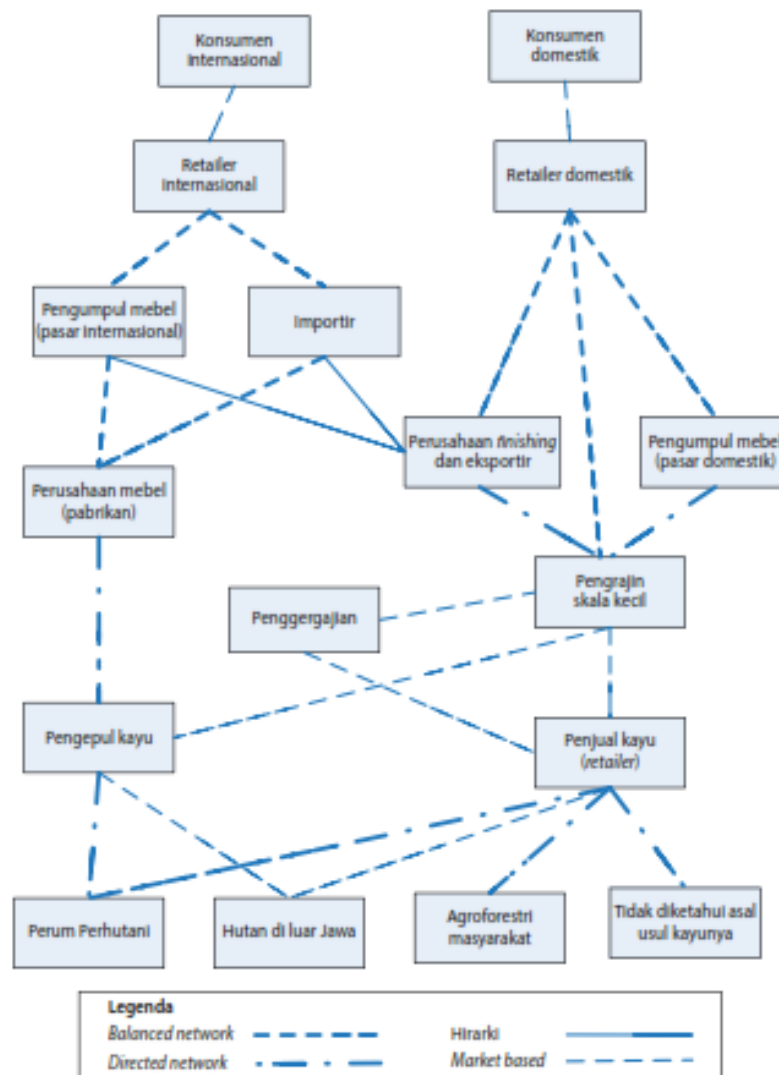 Konsumen
internasional
Konsumen
domestik
Retailer
internasional
Retailer domestik
Pengumpul mebel
(pasar internasional)
Importir
Perusahaan finishing
dan eksportir
Pengumpul mebel
(pasar domestik)
Perusahaan mebel
(pabrikan)
Pengrajin
skala kecil
Penggergajian
Pengepul kayu
Penjual kayu
(retailer)
Perum Perhutani
Hutan di luar Jawa
Agroforestri
masyarakat
Tidak diketahui asal
usul kayunya
Legenda
Balanced network
Hirarki
Directed network
Market based